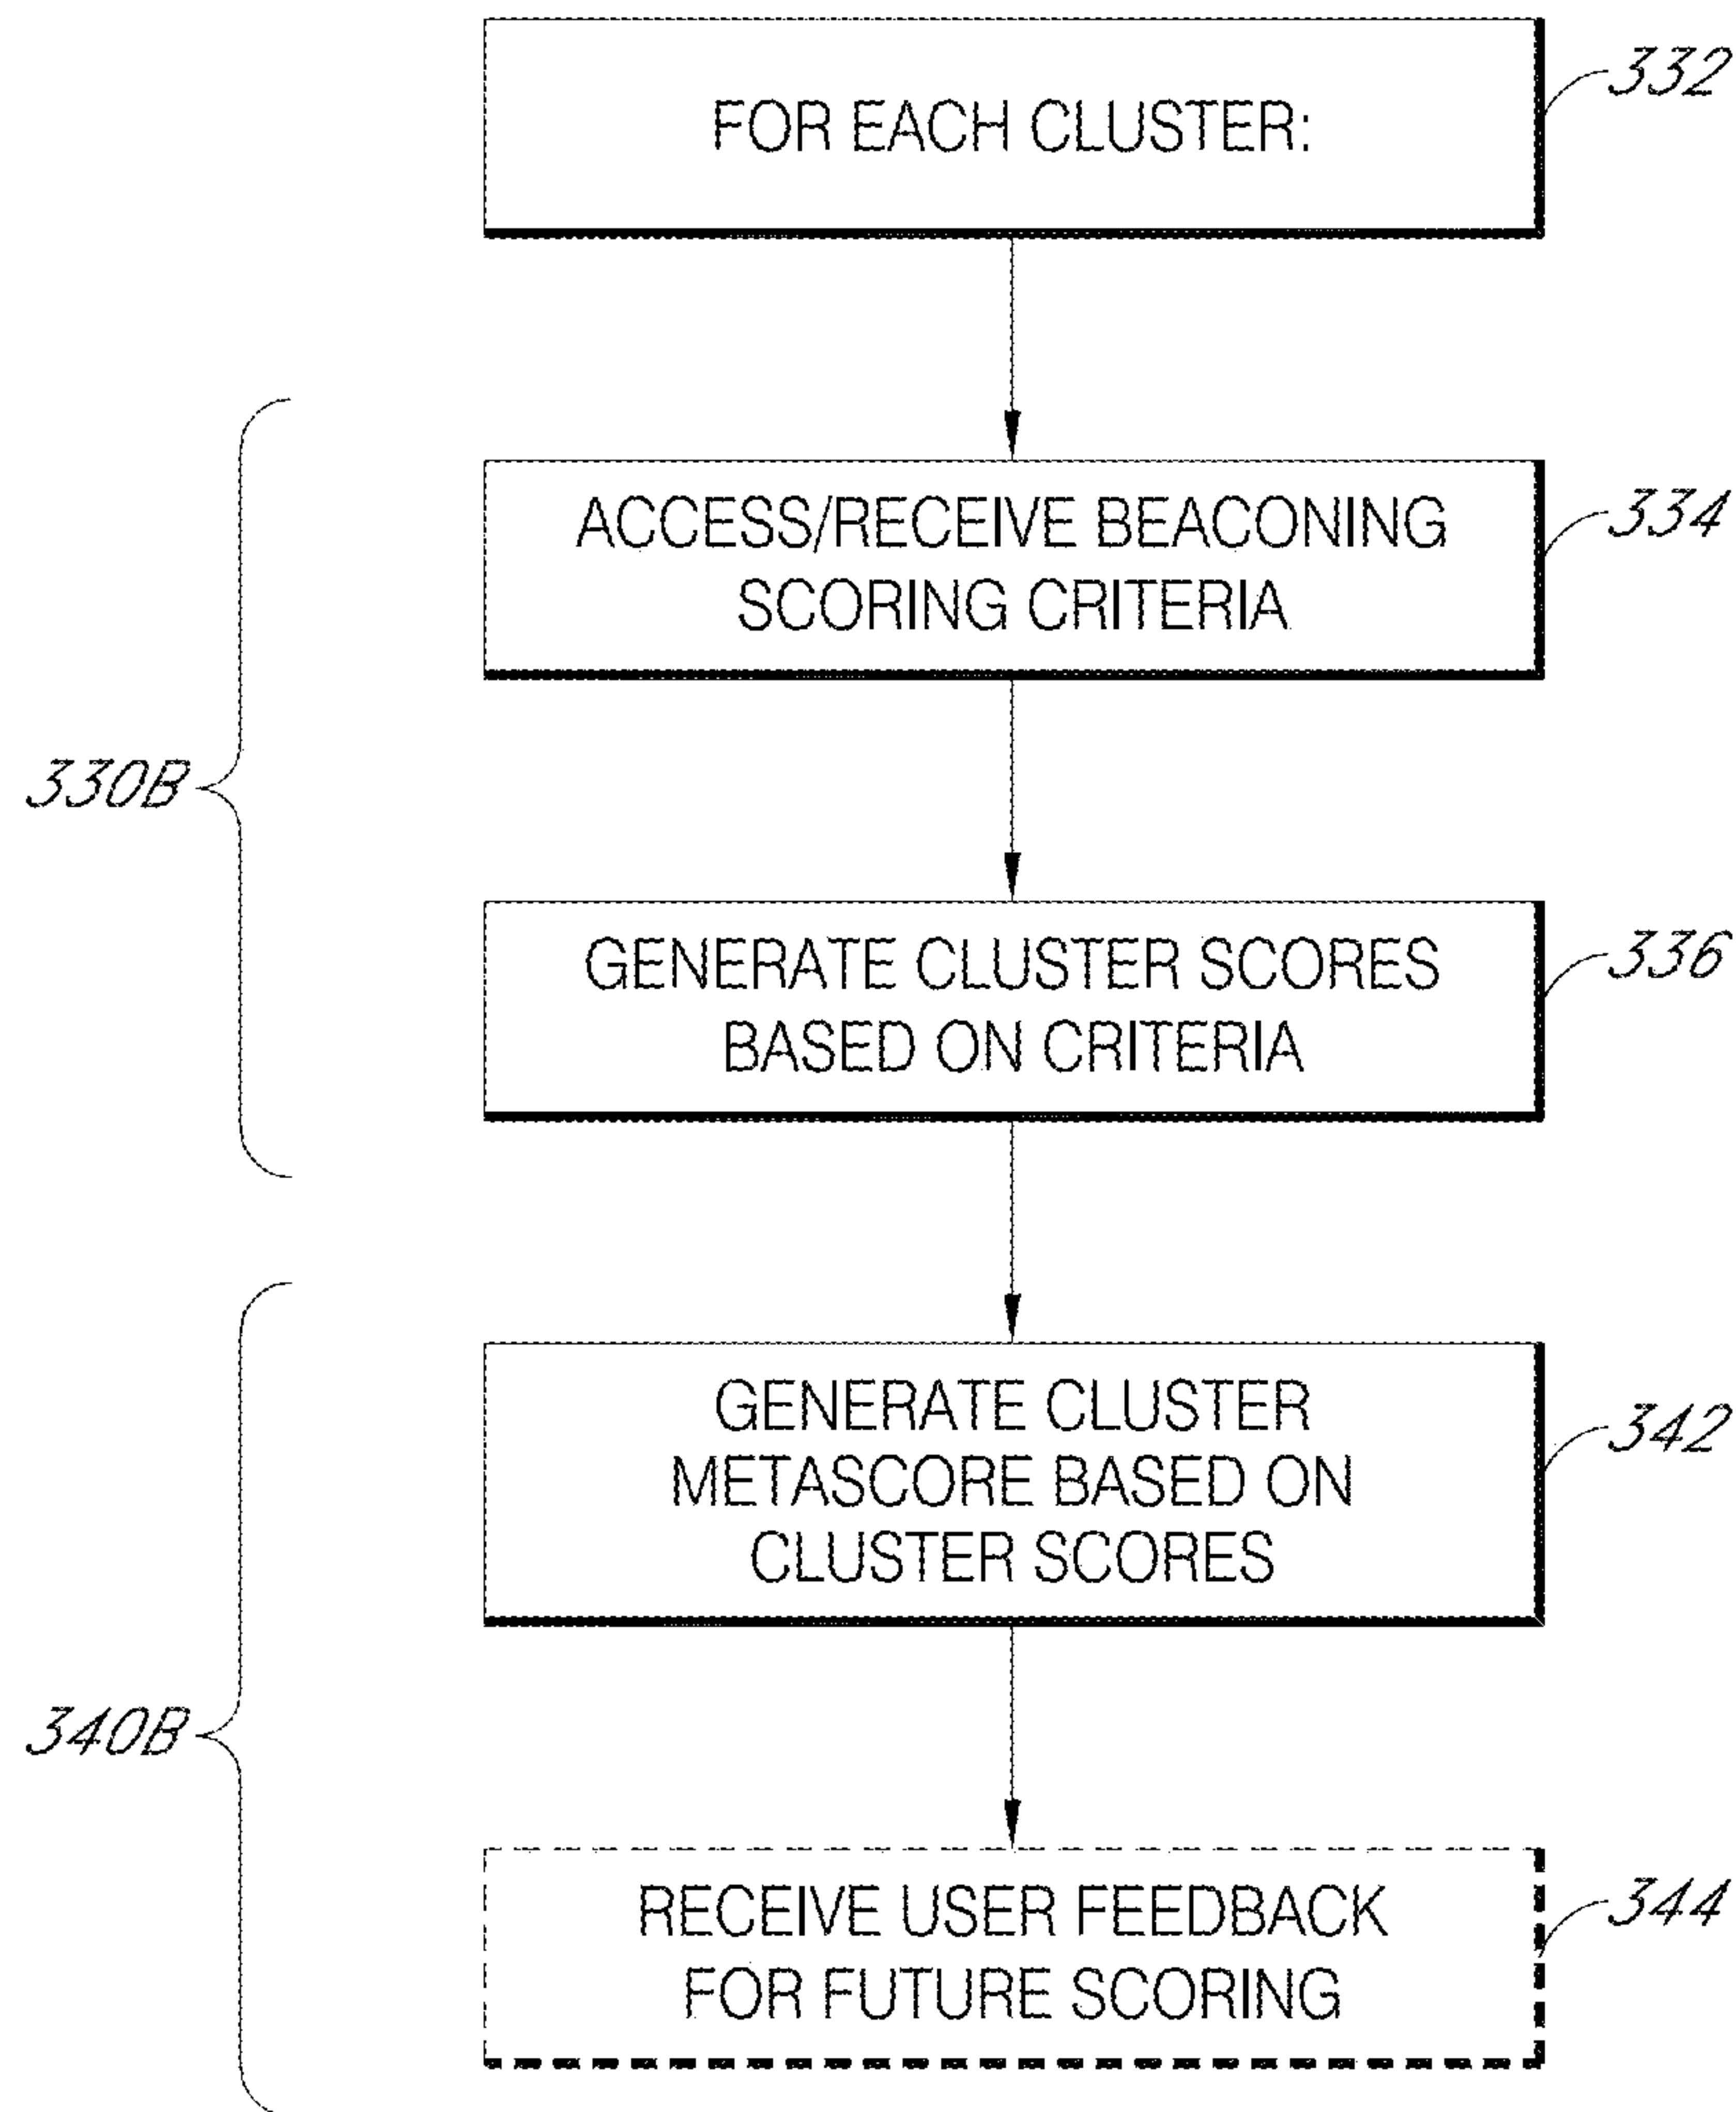 FOR EACH CLUSTER:
332
ACCESS/RECEIVE BEACONING
SCORING CRITERIA
334
330B
GENERATE CLUSTER SCORES
BASED ON CRITERIA
336
GENERATE CLUSTER
METASCORE BASED ON
CLUSTER SCORES
342
340B
RECEIVE USER FEEDBACK
FOR FUTURE SCORING
344